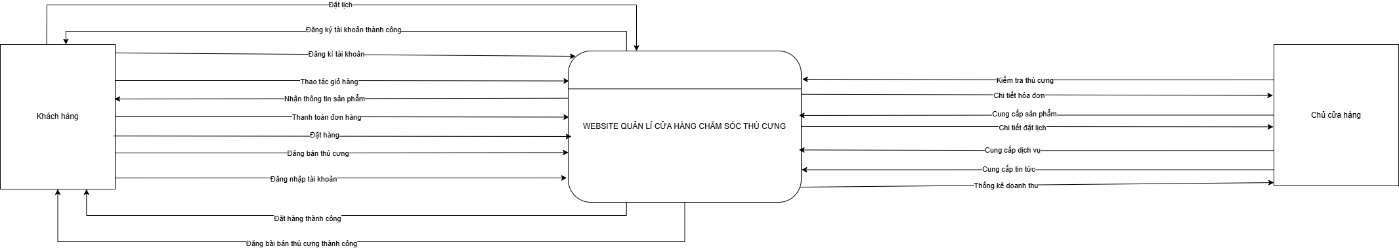 Đặt lịch
Đăng ký tài khoản thành công
Đăng kí tài khoản
Thao tác giỏ hàng
Nhận thông tin sản phẩm
Thanh toán đơn hàng
Đặt hàng
Đăng bán thú cưng
Đăng nhập tài khoản
Đặt hàng thành công
Đăng bài bán thú cưng thành công
Khách hàng
WEBSITE QUẢN LÍ CỬA HÀNG CHĂM SÓC THÚ CƯNG
Kiểm tra thú cưng
Chi tiết hóa đơn
Cung cấp sản phẩm
Chi tiết đặt lịch
Cung cấp dịch vụ
Cung cấp tin tức
Thống kê doanh thu
Chủ cửa hàng